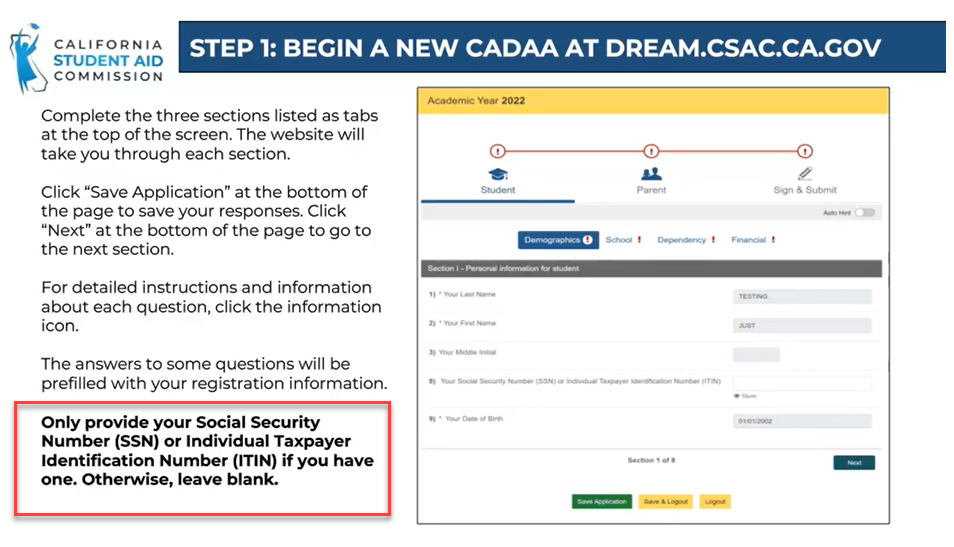 CALIFORNIA
STUDENT AID
COMMISSION
STEP 1: BEGIN A NEW CADAA AT DREAM.CSAC.CA.GOV
Complete the three sections listed as tabs
at the top of the screen. The website will
take you through each section.
Click “Save Application” at the bottom of
the page to save your responses. Click
“Next” at the bottom of the page to go to
the next section.
For detailed instructions and information
about each question, click the information
icon.
The answers to some questions will be
prefilled with your registration information.
Only provide your Social Security
Number (SSN) or Individual Taxpayer
Identification Number (ITIN) if you have
one. Otherwise, leave blank.
Academic Year 2022
Student Parent Sign & Submit
Auto Hint
Demographics ! School ! Dependency ! Financial !
Section I - Personal information for student
1) * Your Last Name TESTING
2) * Your First Name JUST
3) Your Middle Initial
8) Your Social Security Number (SSN) or Individual Taxpayer Identification Number (ITIN)
Show
9) * Your Date of Birth 01/01/2002
Section 1 of 8 Next
Save Application Save & Logout Logout